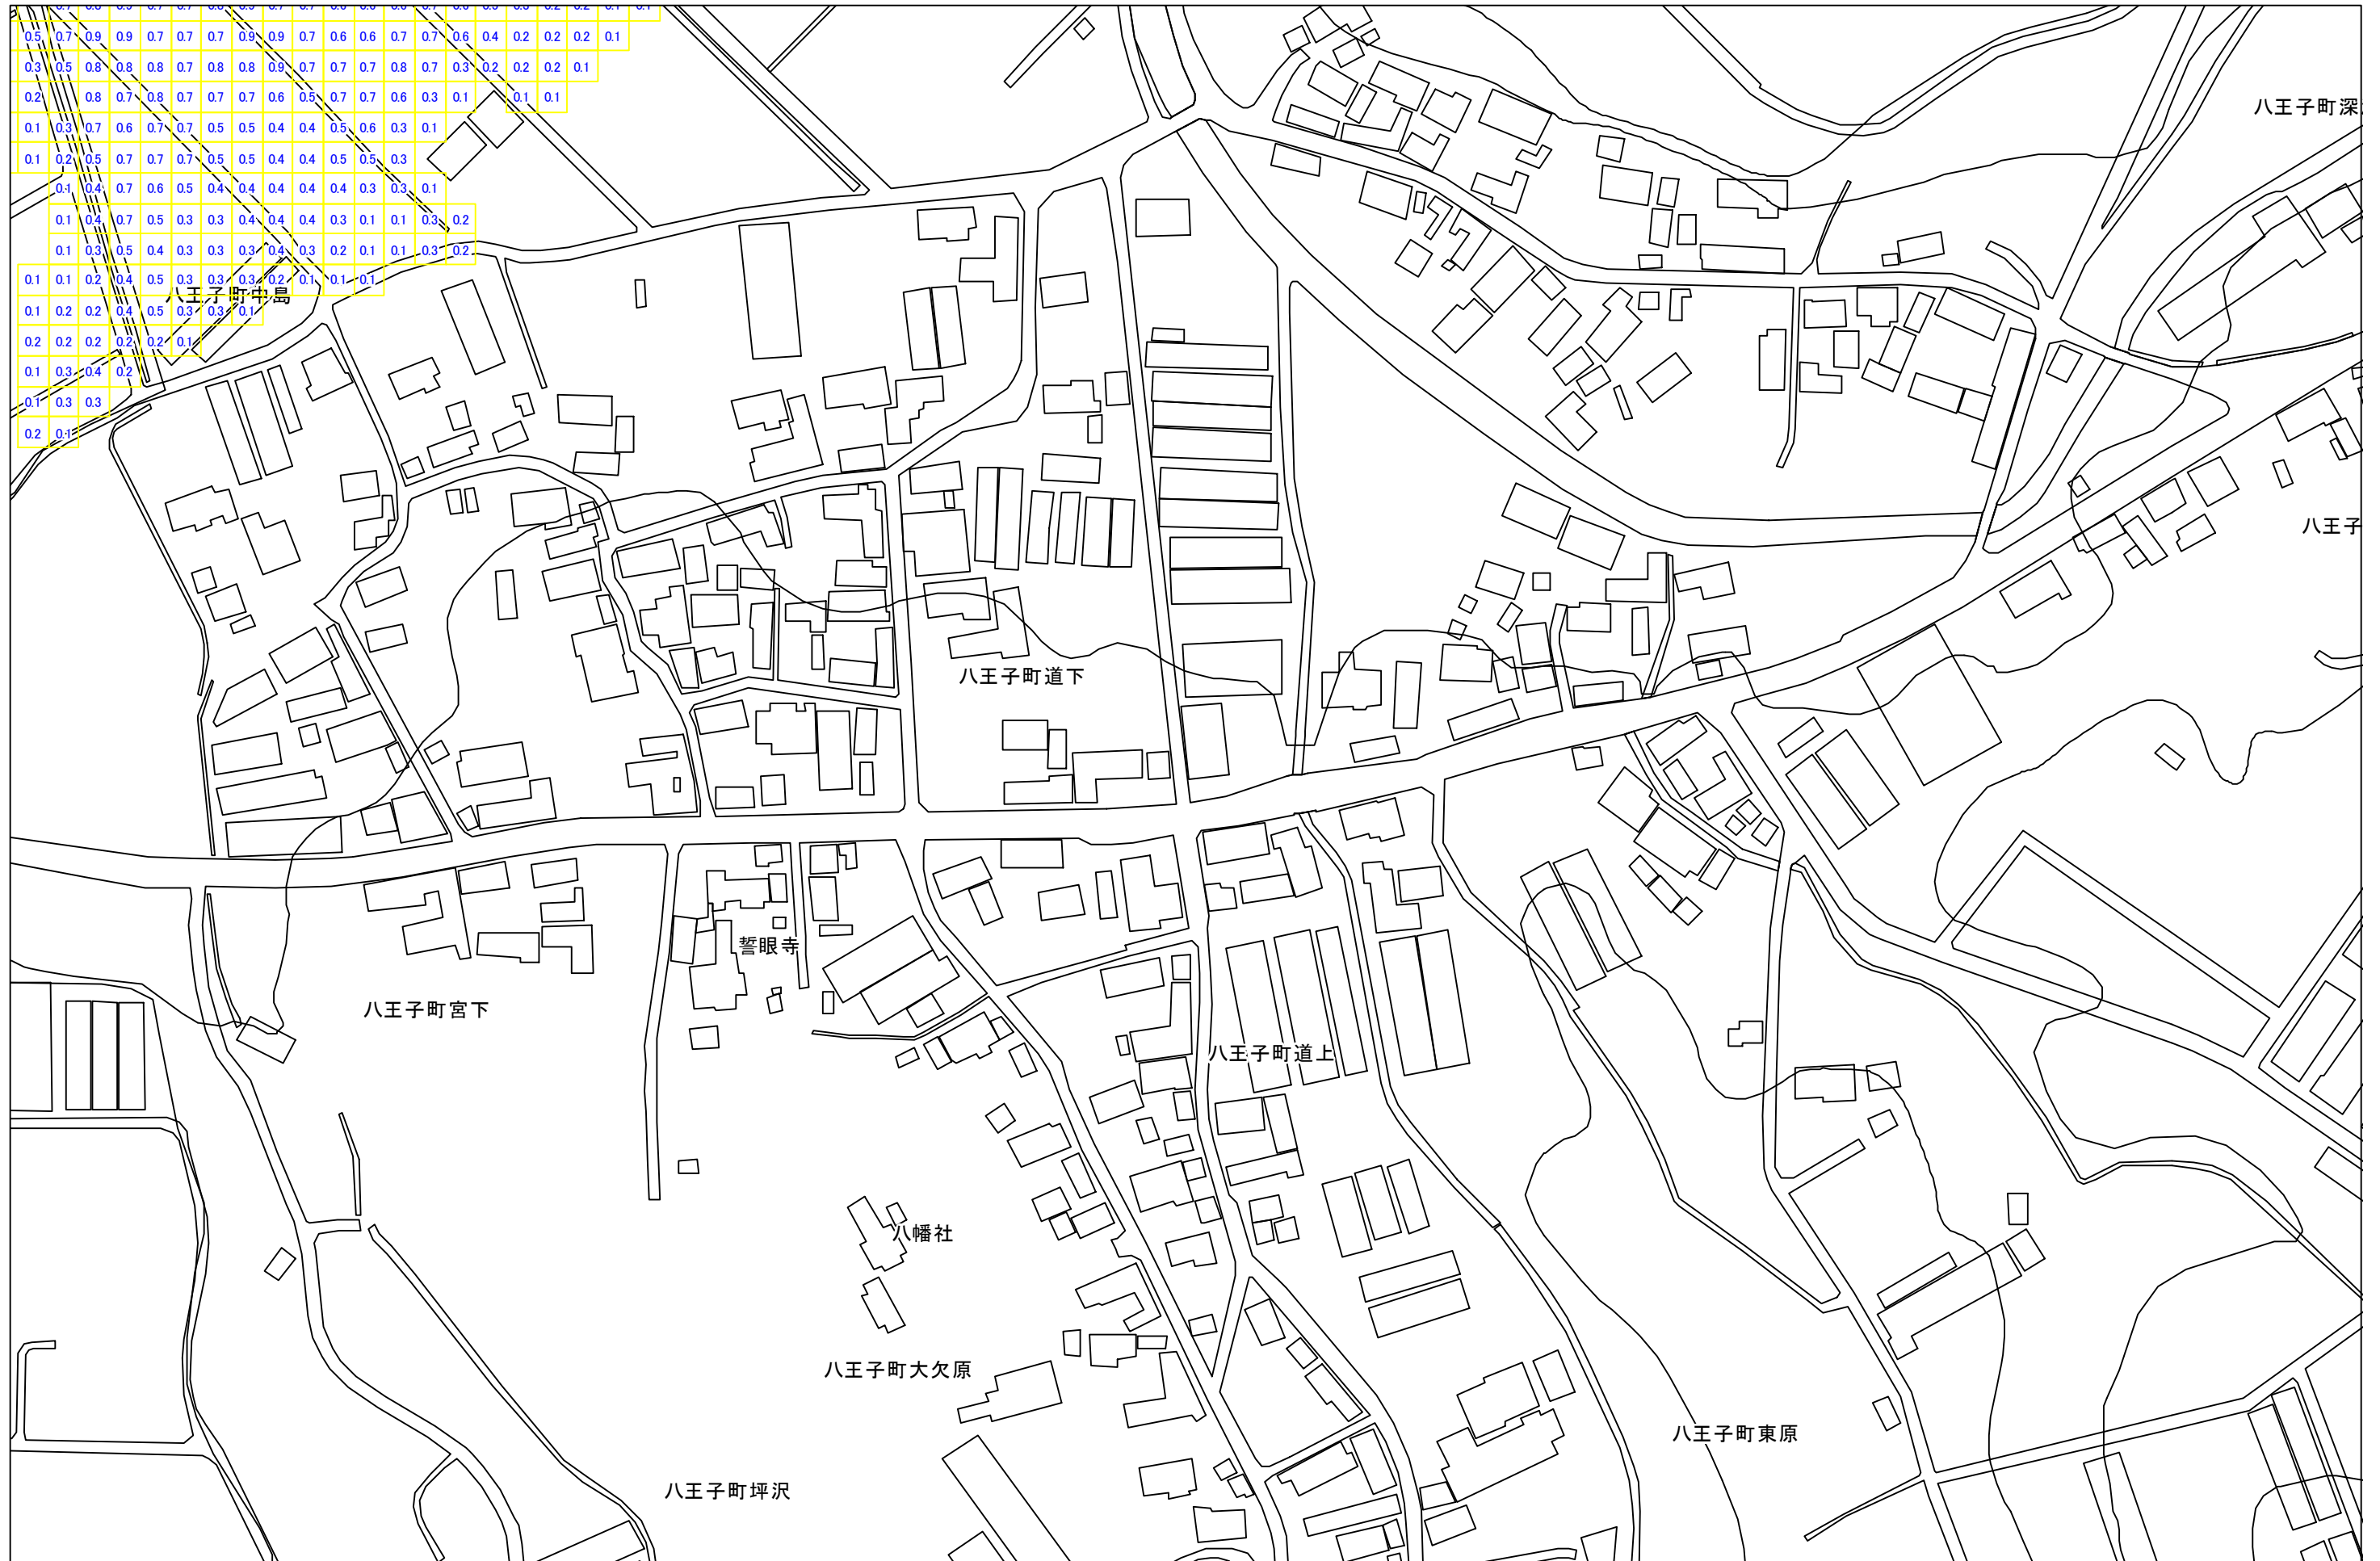 0.5 0.7 0.9 0.9 0.7 0.7 0.7 0.9 0.9 0.7 0.6 0.6 0.7 0.7 0.6 0.4 0.2 0.2 0.2 0.1
0.3 0.5 0.8 0.8 0.8 0.7 0.8 0.8 0.9 0.7 0.7 0.7 0.8 0.7 0.3 0.2 0.2 0.2 0.1
0.2 0.8 0.7 0.8 0.7 0.7 0.7 0.6 0.5 0.7 0.7 0.6 0.3 0.1 0.1 0.1
八王子町深
0.1 0.3 0.7 0.6 0.7 0.7 0.5 0.5 0.4 0.4 0.5 0.6 0.3 0.1
0.1 0.2 0.5 0.7 0.7 0.7 0.5 0.5 0.4 0.4 0.5 0.5 0.3
0.1 0.4 0.7 0.6 0.5 0.4 0.4 0.4 0.4 0.4 0.3 0.3 0.1
0.1 0.4 0.7 0.5 0.3 0.3 0.4 0.4 0.4 0.3 0.1 0.1 0.3 0.2
0.1 0.3 0.5 0.4 0.3 0.3 0.3 0.4 0.3 0.2 0.1 0.1 0.3 0.2
0.1 0.1 0.2 0.4 0.5 0.3 0.3 0.3 0.2 0.1 0.1 0.1
八王子町中島
0.1 0.2 0.2 0.4 0.5 0.3 0.3 0.1
0.2 0.2 0.2 0.2 0.2 0.1
0.1 0.3 0.4 0.2
0.1 0.3 0.3
0.2 0.1
八王子
八王子町道下
誓眼寺
八王子町宮下
八王子町道上
八幡社
八王子町大欠原
八王子町東原
八王子町坪沢